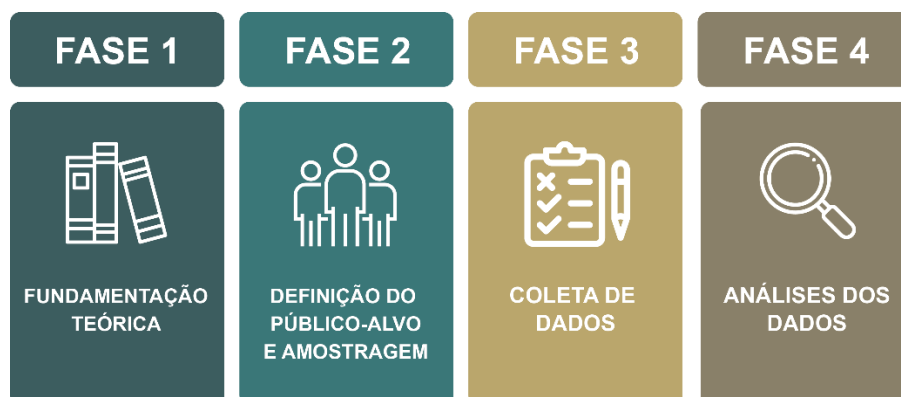 FASE 1
FASE 2
FASE 3
FASE 4
FUNDAMENTAÇÃO
TEÓRICA
DEFINIÇÃO DO
PÚBLICO-ALVO
E AMOSTRAGEM
COLETA DE
DADOS
ANÁLISES DOS
DADOS